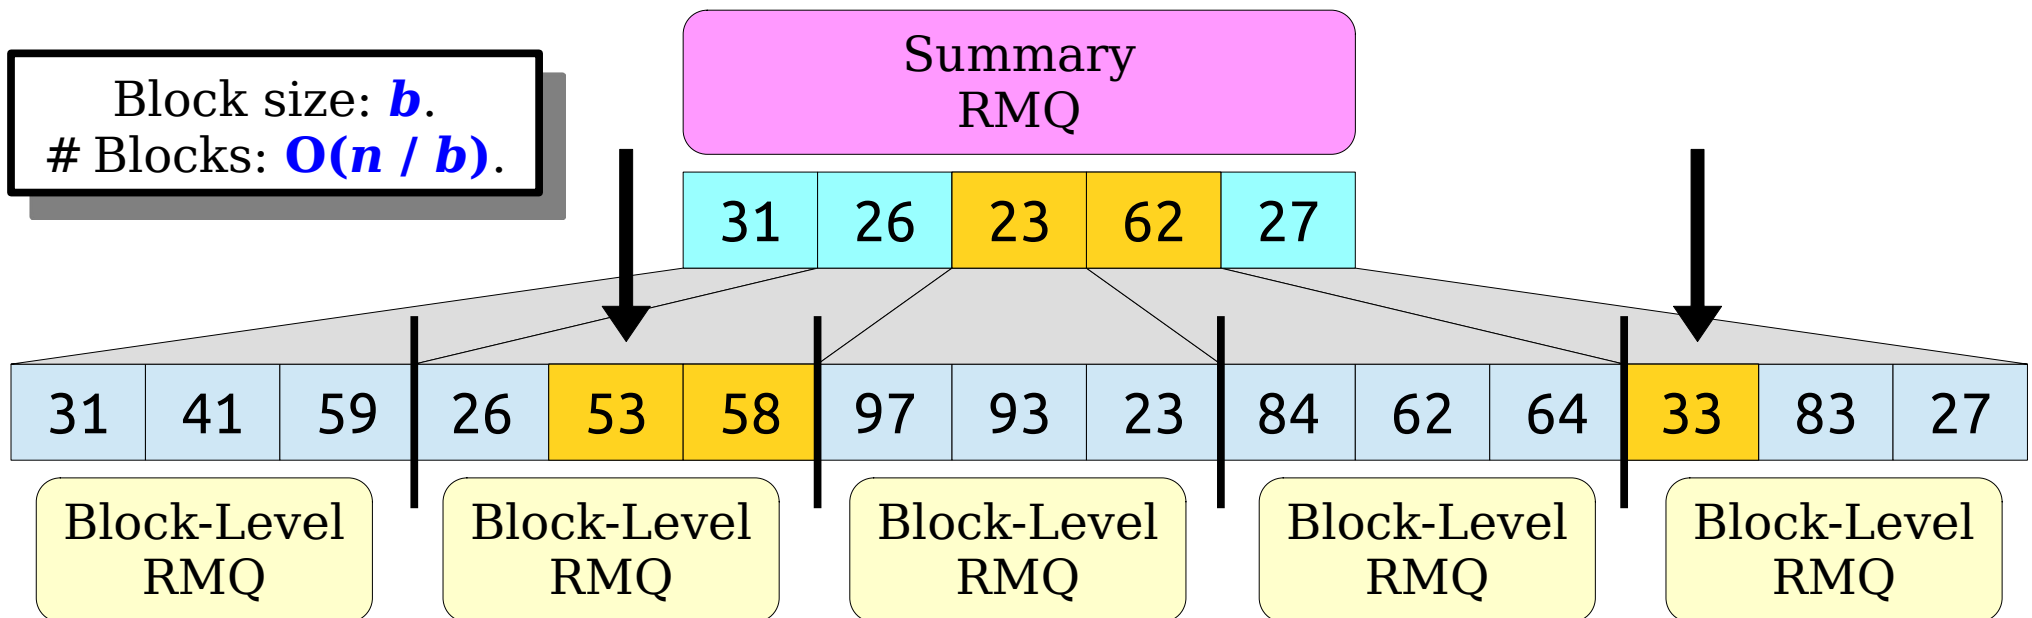 Summary
RMQ
Block size: b.
# Blocks: O(n / b).
31 26 23 62 27
31 41 59 26 53 58 97 93 23 84 62 64 33 83 27
Block-Level Block-Level Block-Level Block-Level Block-Level
RMQ RMQ RMQ RMQ RMQ